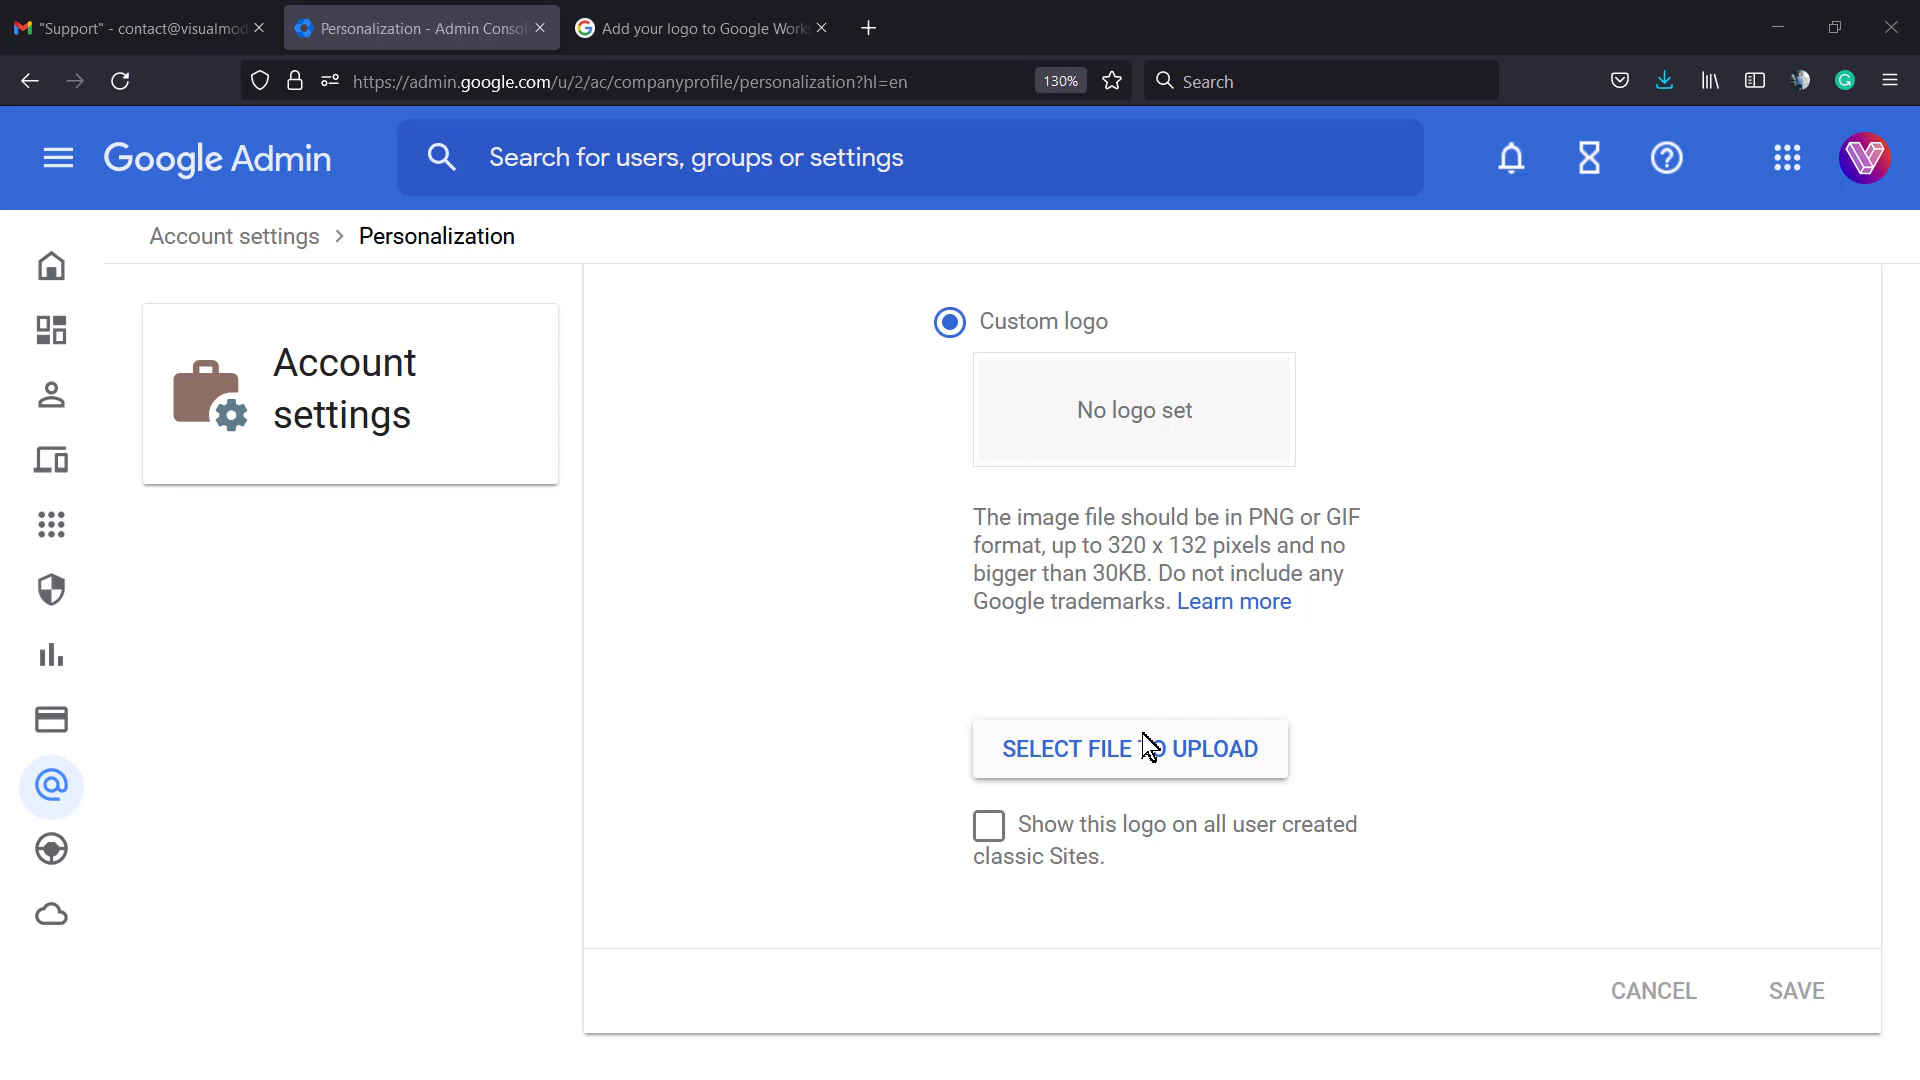 "Support" - contact@visualmod
Personalization - Admin Consol
Add your logo to Google Work
https://admin.google.com/u/2/ac/companyprofile/personalization?hl=en
130%
Search
Google Admin
Search for users, groups or settings
Account settings > Personalization
Account
settings
Custom logo
No logo set
The image file should be in PNG or GIF
format, up to 320 x 132 pixels and no
bigger than 30KB. Do not include any
Google trademarks. Learn more
SELECT FILE TO UPLOAD
Show this logo on all user created
classic Sites.
CANCEL
SAVE